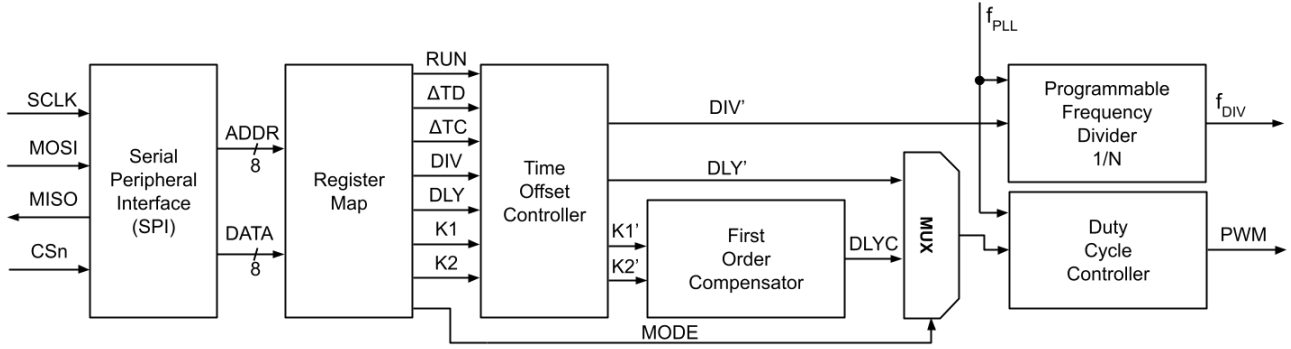 f_PLL
SCLK
MOSI
MISO
CSn
Serial
Peripheral
Interface
(SPI)
ADDR
8
DATA
8
Register
Map
RUN
ΔTD
ΔTC
DIV
DLY
K1
K2
MODE
Time
Offset
Controller
DIV’
DLY’
K1’
K2’
First
Order
Compensator
DLYC
MUX
Programmable
Frequency
Divider
1/N
f_DIV
Duty
Cycle
Controller
PWM